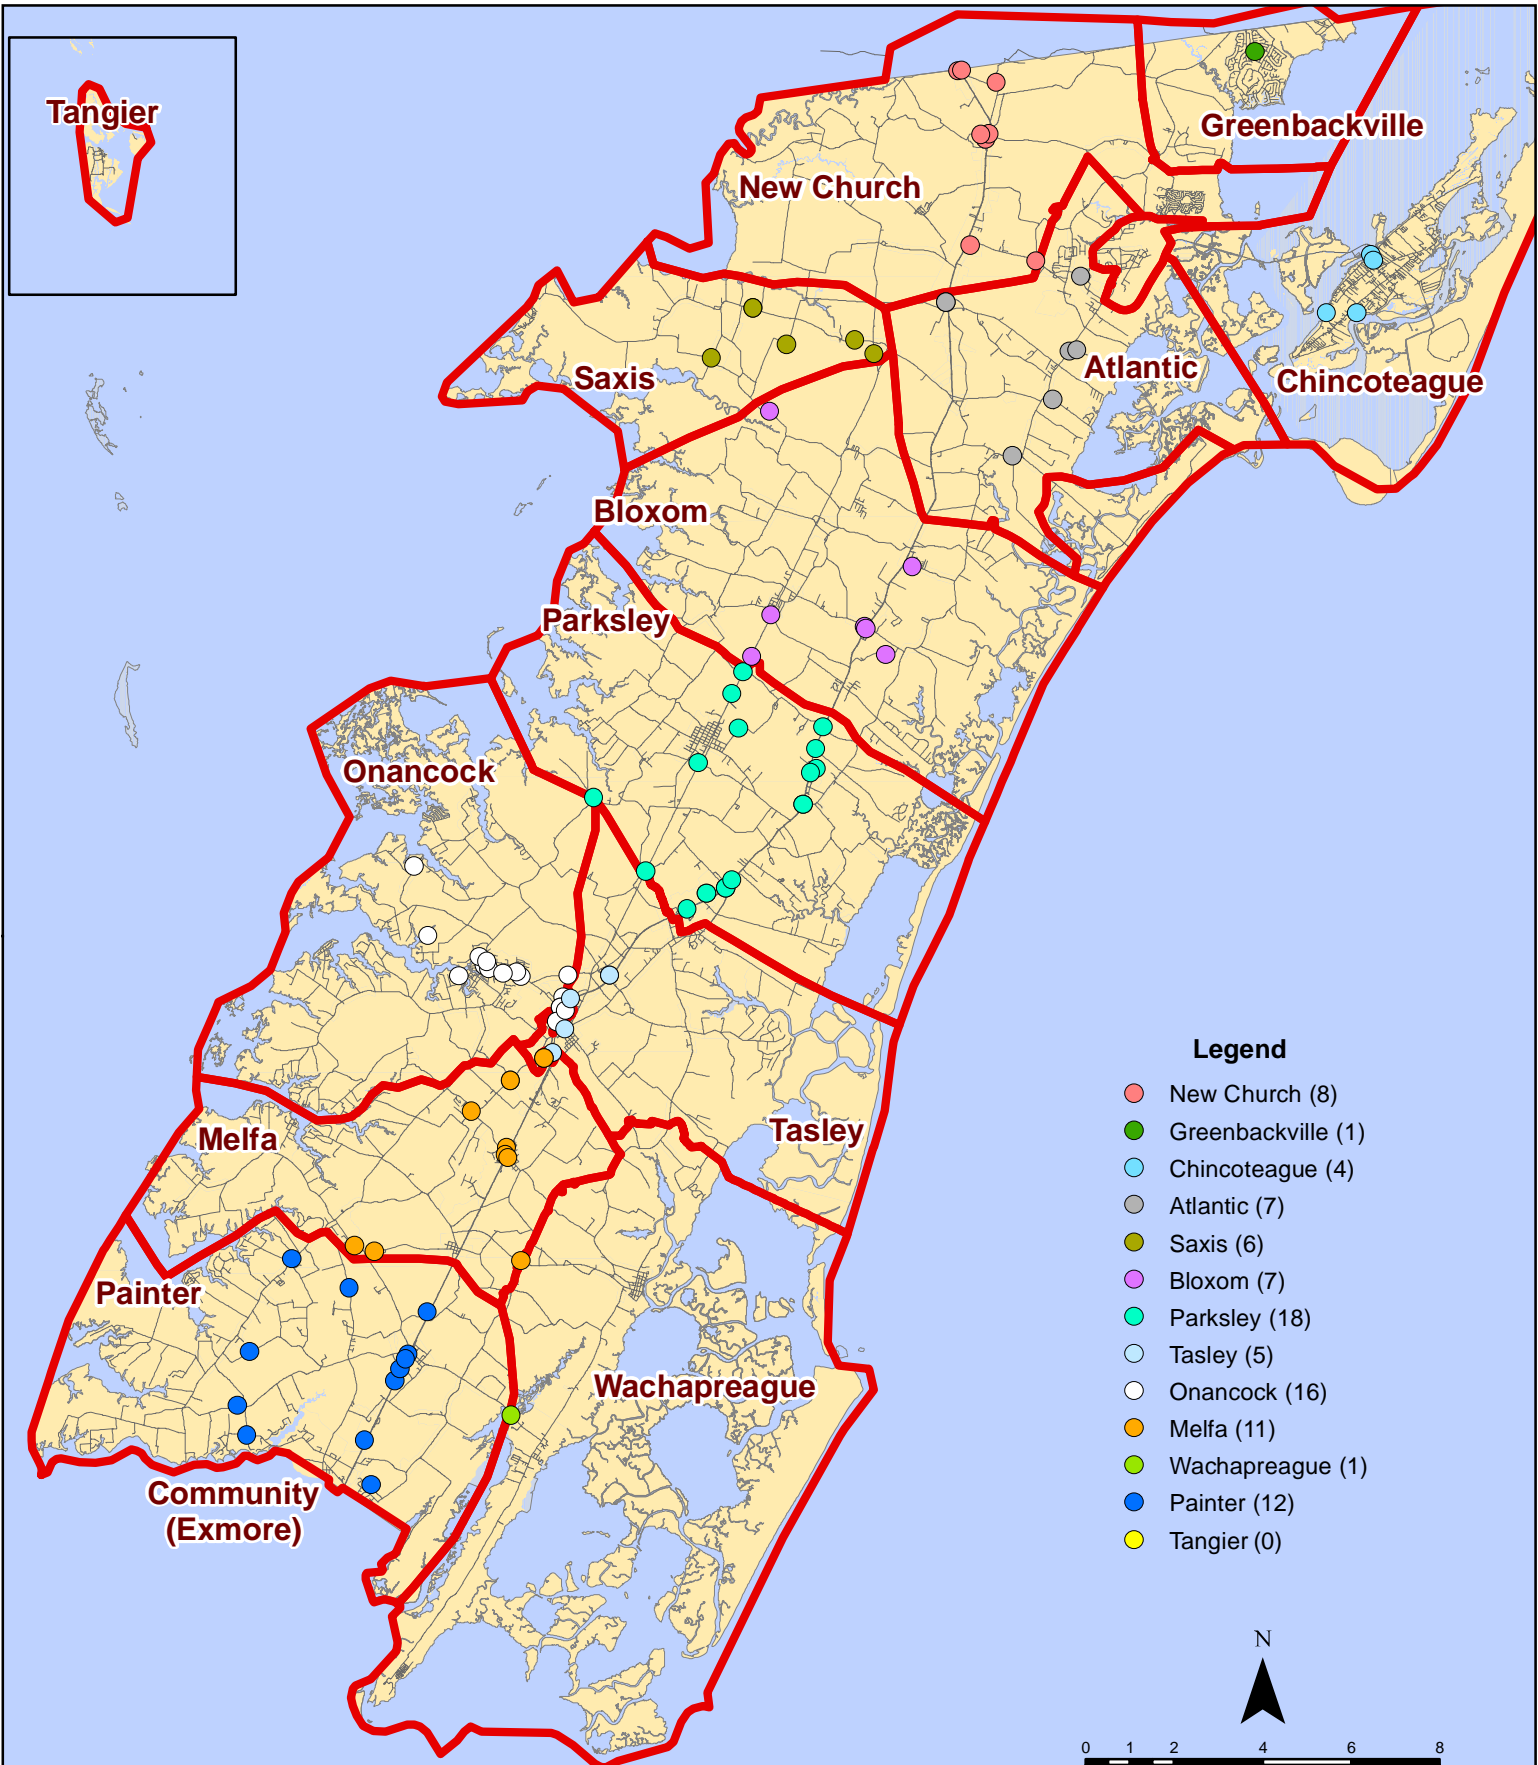 Tangier
Greenbackville
New Church
Atlantic
Saxis
Chincoteague
Bloxom
Parksley
Onancock
Tasley
Melfa
Painter
Wachapreague
Community
(Exmore)
Legend
New Church (8)
Greenbackville (1)
Chincoteague (4)
Atlantic (7)
Saxis (6)
Bloxom (7)
Parksley (18)
Tasley (5)
Onancock (16)
Melfa (11)
Wachapreague (1)
Painter (12)
Tangier (0)
N
0 1 2 4 6 8